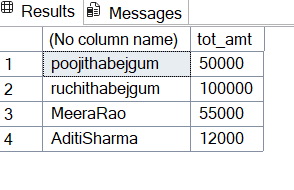 Results Messages
(No column name) tot_amt
1 poojithabejgum 50000
2 ruchithabejgum 100000
3 MeeraRao 55000
4 AditiSharma 12000